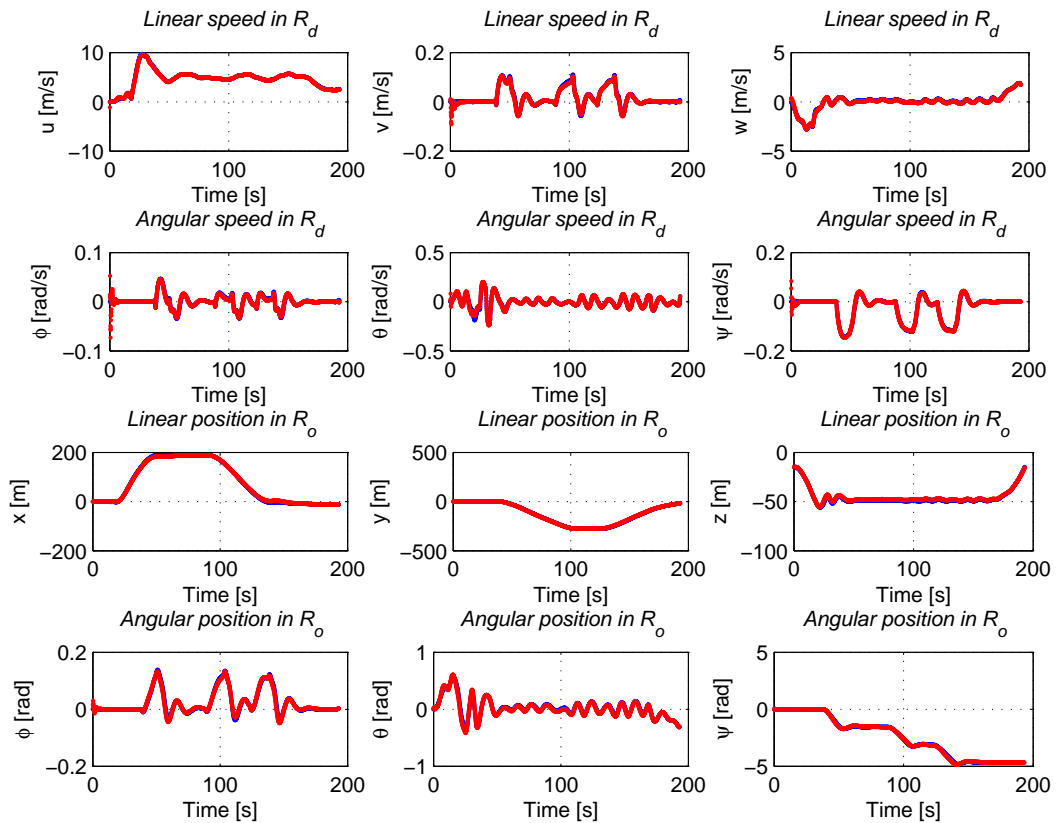 Linear speed in R_d
Linear speed in R_d
Linear speed in R_d
10
0
−10
u [m/s]
0
100
200
Time [s]
0.2
0
−0.2
v [m/s]
0
100
200
Time [s]
5
0
−5
w [m/s]
0
100
200
Time [s]
Angular speed in R_d
Angular speed in R_d
Angular speed in R_d
0.1
0
−0.1
ϕ [rad/s]
0
100
200
Time [s]
0.5
0
−0.5
θ [rad/s]
0
100
200
Time [s]
0.2
0
−0.2
ψ [rad/s]
0
100
200
Time [s]
Linear position in R_o
Linear position in R_o
Linear position in R_o
200
0
−200
x [m]
0
100
200
Time [s]
500
0
−500
y [m]
0
100
200
Time [s]
0
−50
−100
z [m]
0
100
200
Time [s]
Angular position in R_o
Angular position in R_o
Angular position in R_o
0.2
0
−0.2
ϕ [rad]
0
100
200
Time [s]
1
0
−1
θ [rad]
0
100
200
Time [s]
5
0
−5
ψ [rad]
0
100
200
Time [s]